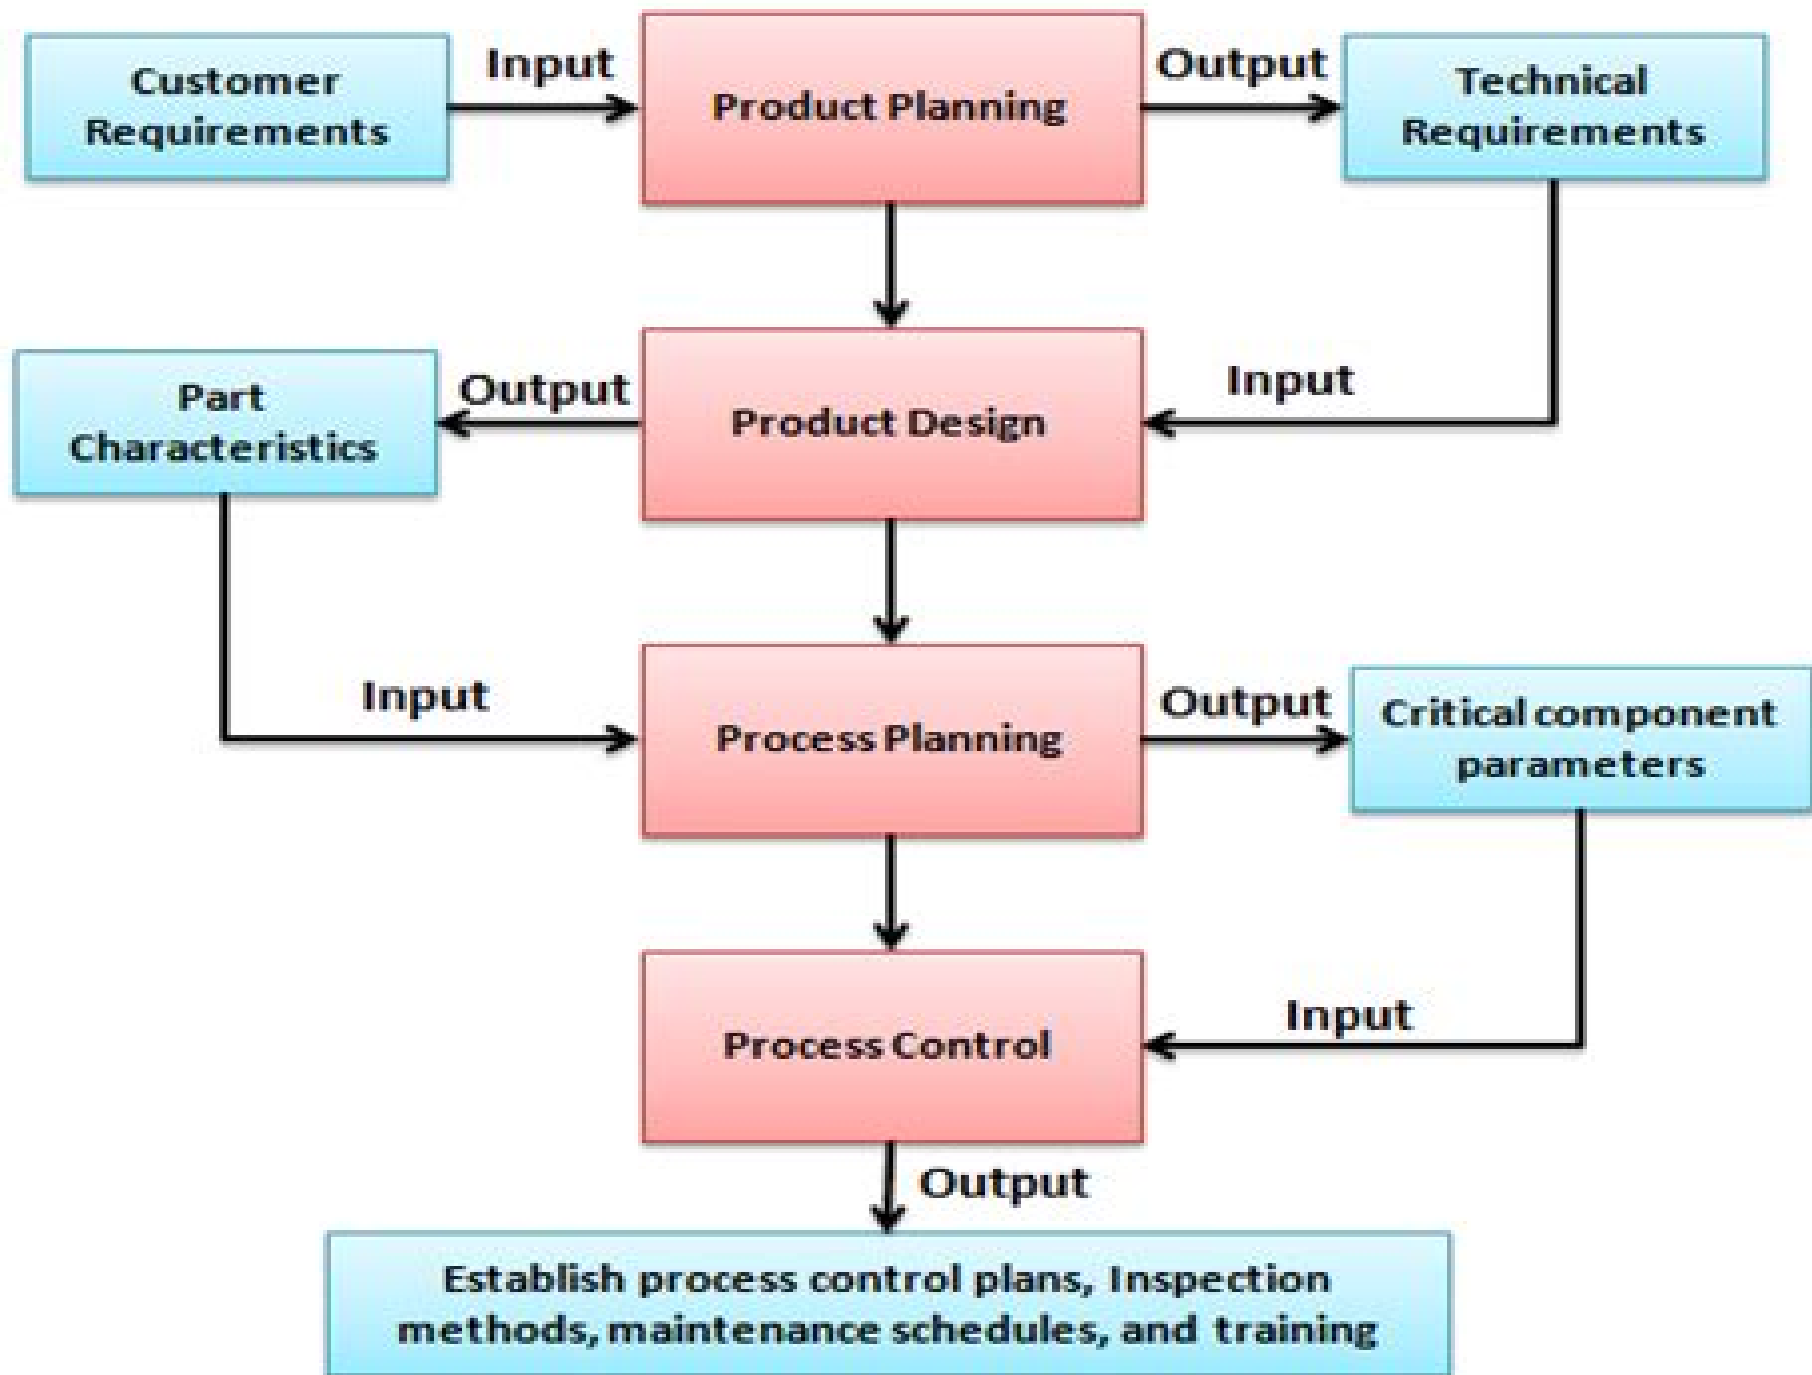 Customer
Requirements
Input
Product Planning
Output
Technical
Requirements
Part
Characteristics
Output
Product Design
Input
Input
Process Planning
Output
Critical component
parameters
Process Control
Input
Output
Establish process control plans, Inspection
methods, maintenance schedules, and training